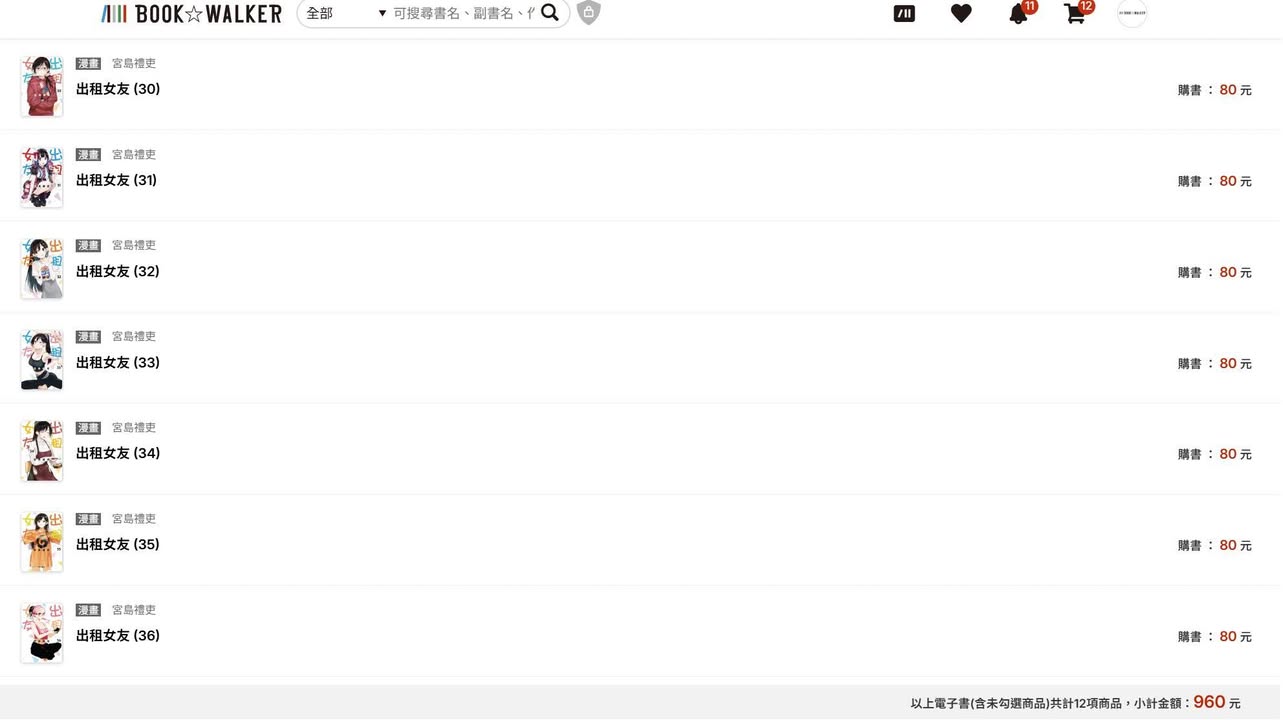 BOOK☆WALKER
全部 ▼ 可搜尋書名、副書名、
11
12
漫畫 宮島禮吏
出租女友 (30)
購書 : 80 元
漫畫 宮島禮吏
出租女友 (31)
購書 : 80 元
漫畫 宮島禮吏
出租女友 (32)
購書 : 80 元
漫畫 宮島禮吏
出租女友 (33)
購書 : 80 元
漫畫 宮島禮吏
出租女友 (34)
購書 : 80 元
漫畫 宮島禮吏
出租女友 (35)
購書 : 80 元
漫畫 宮島禮吏
出租女友 (36)
購書 : 80 元
以上電子書(含未勾選商品)共計12項商品，小計金額：960 元